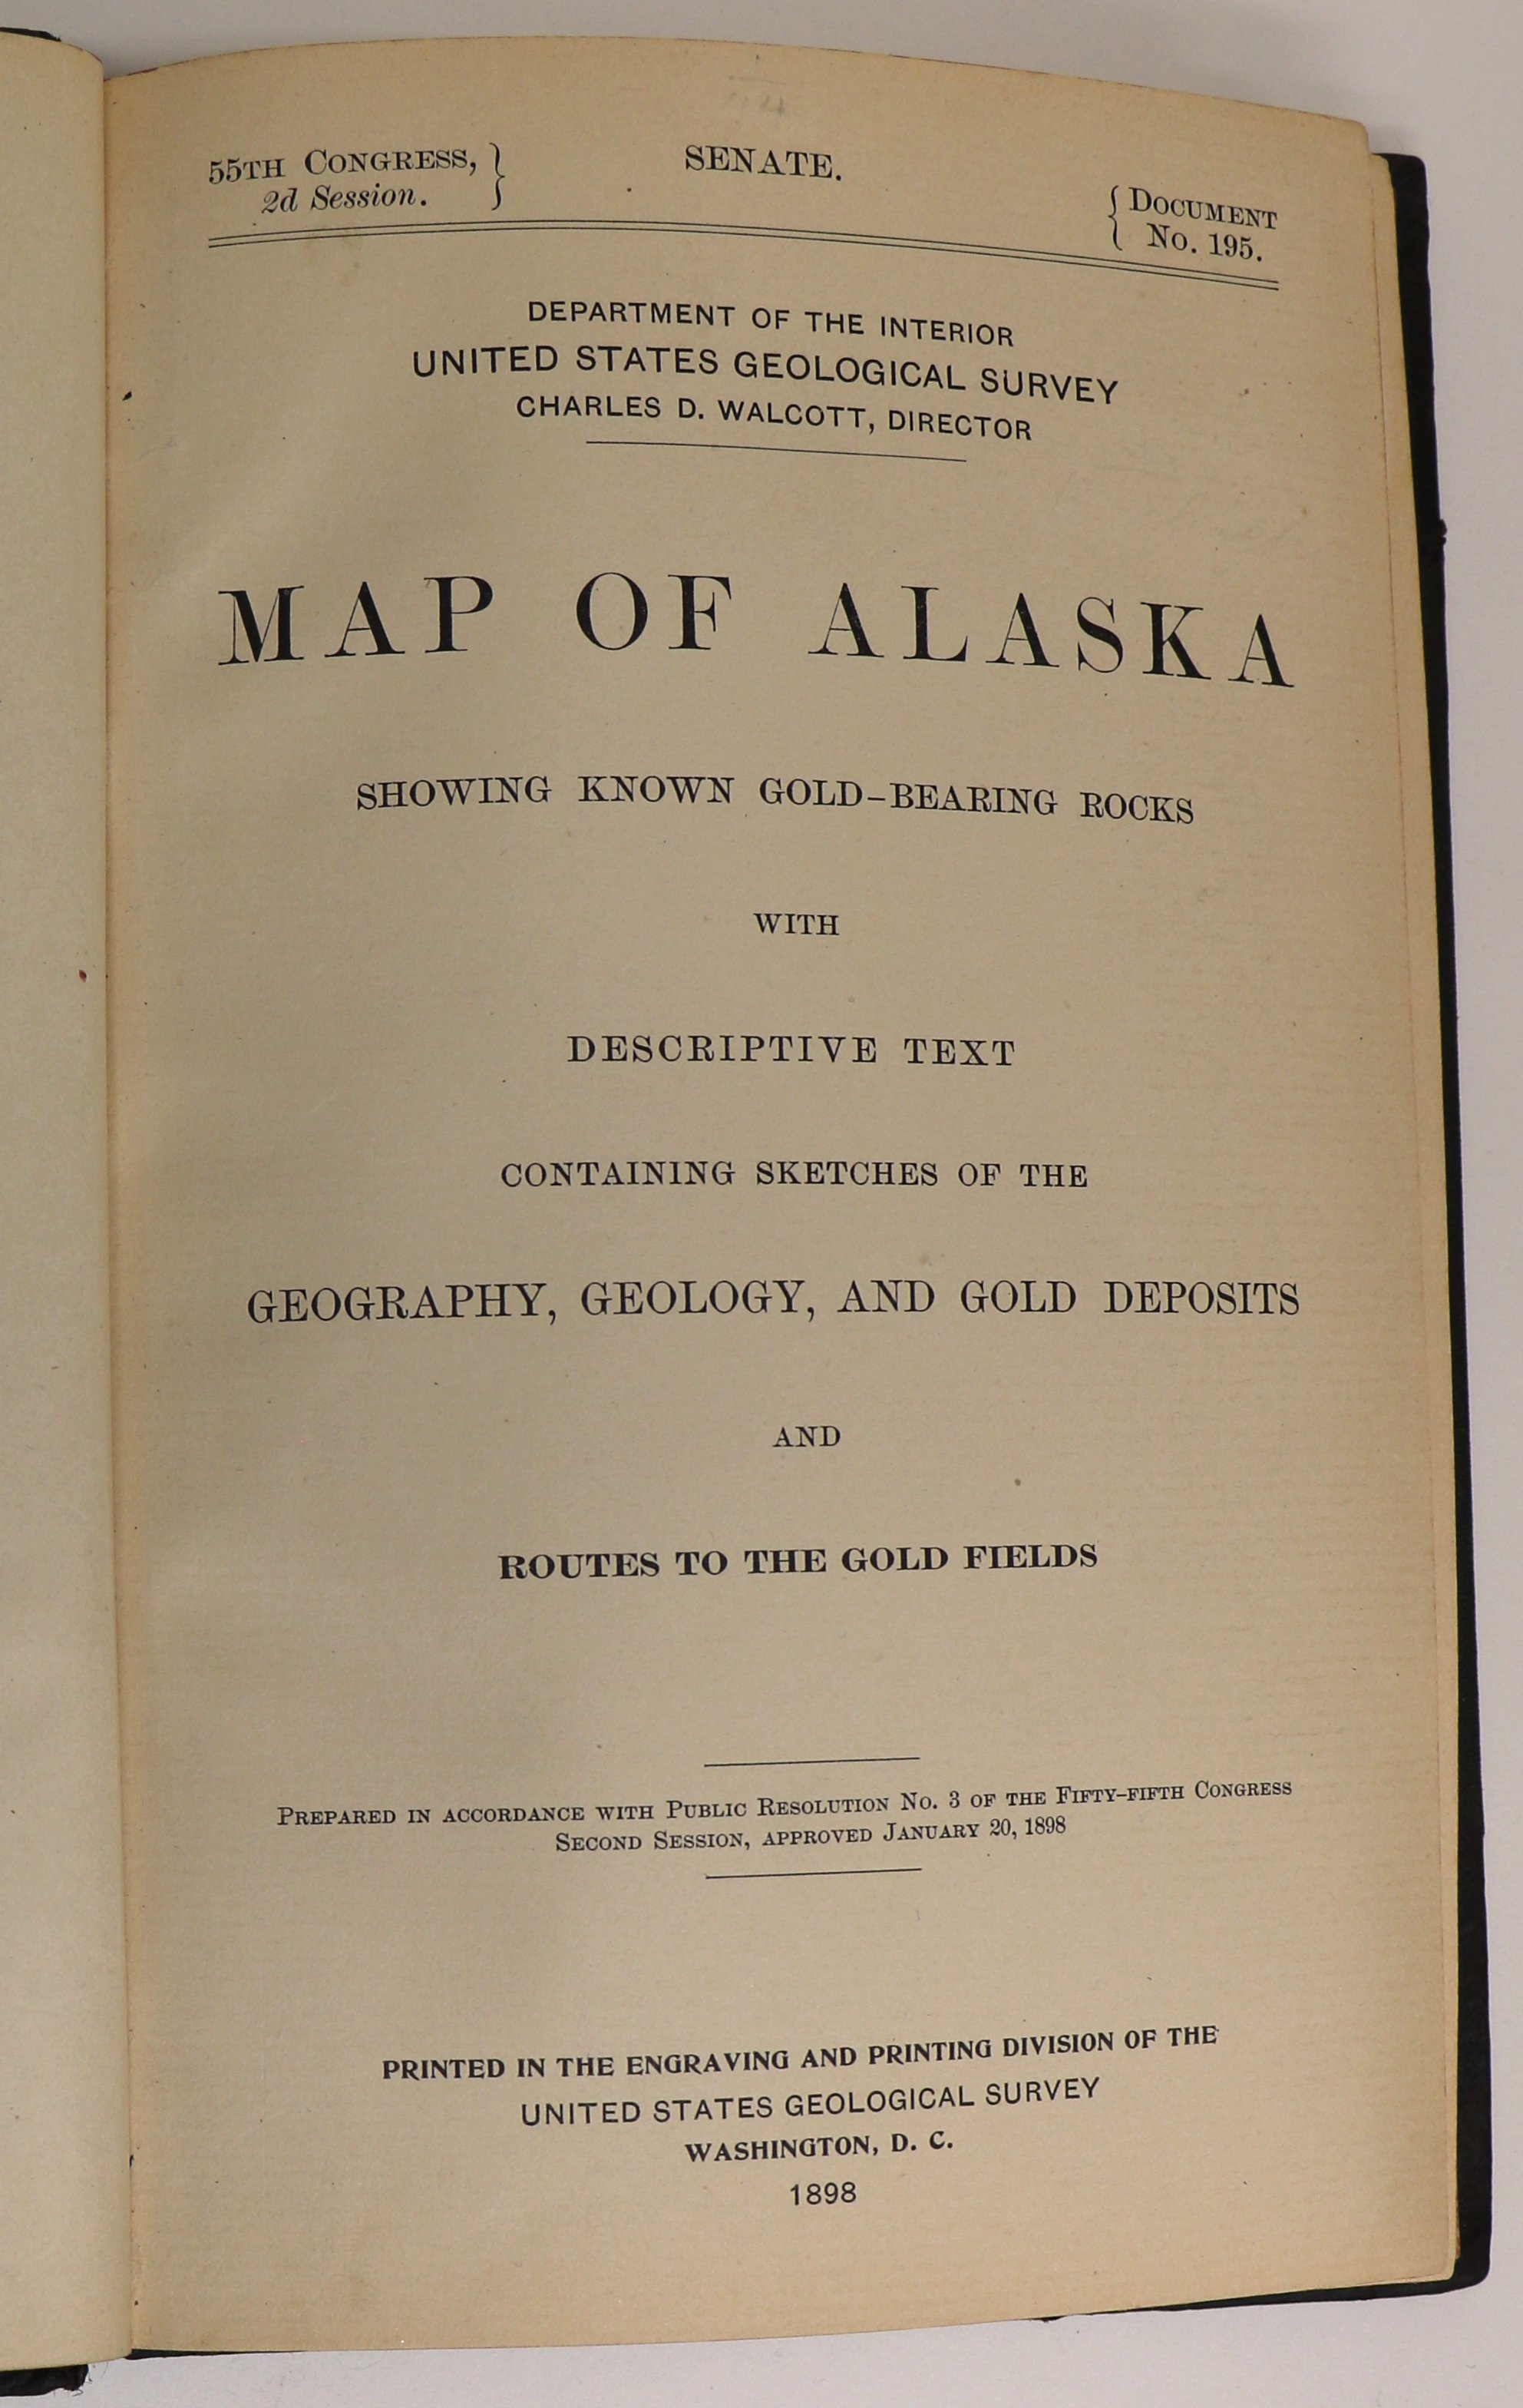 55TH CONGRESS,
2d Session.
SENATE.
DOCUMENT
No. 195.
DEPARTMENT OF THE INTERIOR
UNITED STATES GEOLOGICAL SURVEY
CHARLES D. WALCOTT, DIRECTOR
MAP OF ALASKA
SHOWING KNOWN GOLD-BEARING ROCKS
WITH
DESCRIPTIVE TEXT
CONTAINING SKETCHES OF THE
GEOGRAPHY, GEOLOGY, AND GOLD DEPOSITS
AND
ROUTES TO THE GOLD FIELDS
PREPARED IN ACCORDANCE WITH PUBLIC RESOLUTION NO. 3 OF THE FIFTY-FIFTH CONGRESS
SECOND SESSION, APPROVED JANUARY 20, 1898
PRINTED IN THE ENGRAVING AND PRINTING DIVISION OF THE
UNITED STATES GEOLOGICAL SURVEY
WASHINGTON, D. C.
1898